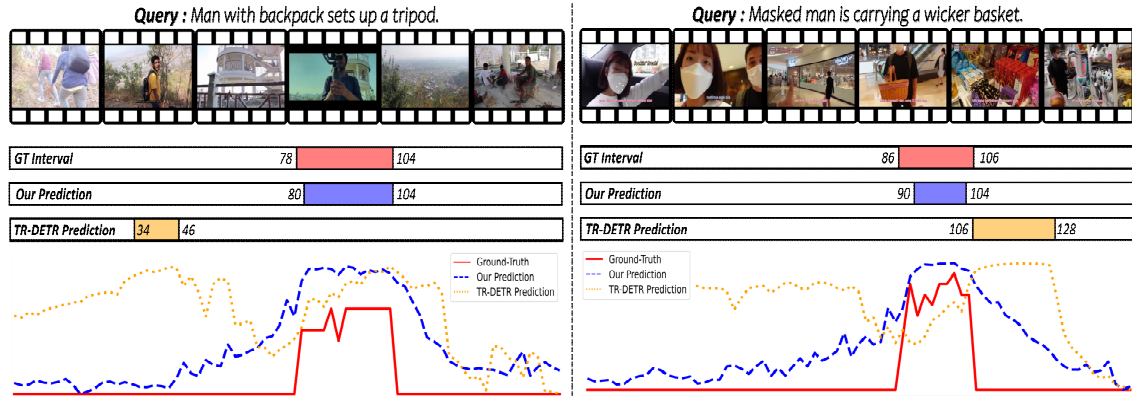 Query : Man with backpack sets up a tripod.
GT Interval 78 104
Our Prediction 80 104
TR-DETR Prediction 34 46
Ground-Truth
Our Prediction
TR-DETR Prediction
Query : Masked man is carrying a wicker basket.
GT Interval 86 106
Our Prediction 90 104
TR-DETR Prediction 106 128
Ground-Truth
Our Prediction
TR-DETR Prediction